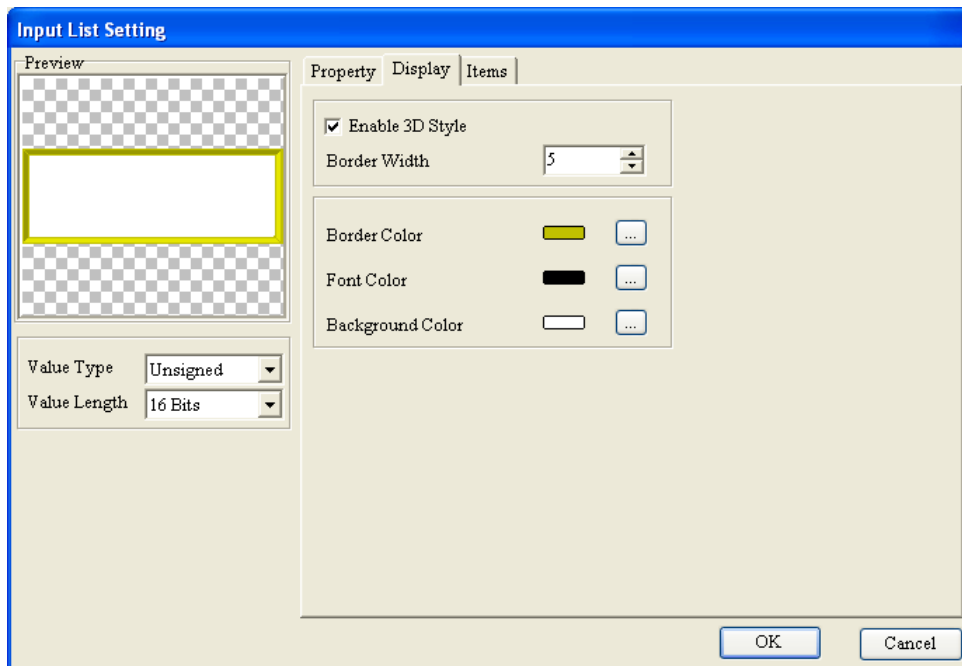 Input List Setting
Preview
Property Display Items
Enable 3D Style
Border Width 5
Border Color ...
Font Color ...
Background Color ...
Value Type Unsigned
Value Length 16 Bits
OK Cancel